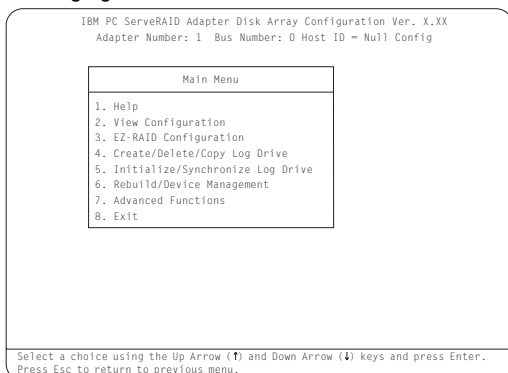 IBM PC ServeRAID Adapter Disk Array Configuration Ver. X.XX
Adapter Number: 1 Bus Number: 0 Host ID = Null Config
Main Menu
1. Help
2. View Configuration
3. EZ-RAID Configuration
4. Create/Delete/Copy Log Drive
5. Initialize/Synchronize Log Drive
6. Rebuild/Device Management
7. Advanced Functions
8. Exit
Select a choice using the Up Arrow (↑) and Down Arrow (↓) keys and press Enter.
Press Esc to return to previous menu.